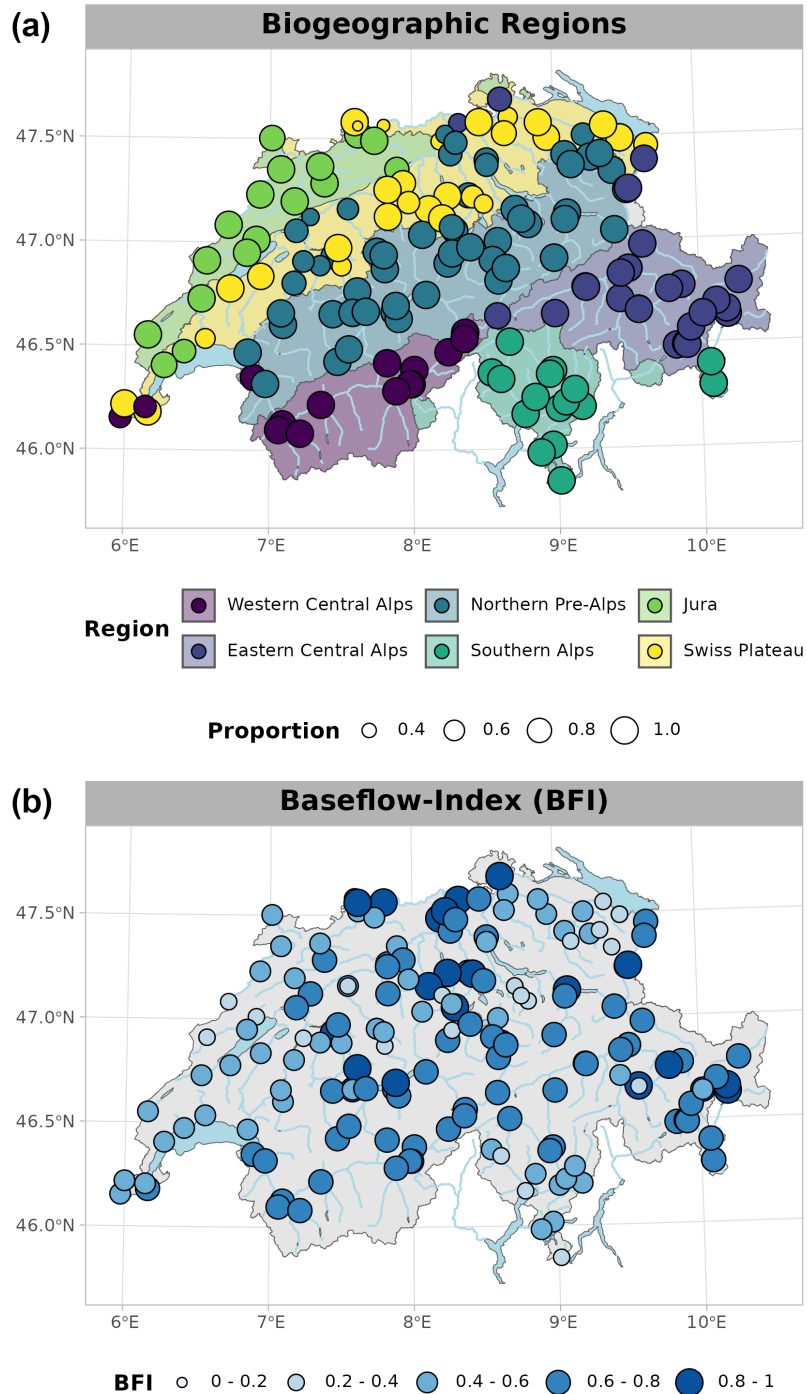 (a)
Biogeographic Regions
47.5°N
47.0°N
46.5°N
46.0°N
6°E 7°E 8°E 9°E 10°E
Region
Western Central Alps Northern Pre-Alps Jura
Eastern Central Alps Southern Alps Swiss Plateau
Proportion 0.4 0.6 0.8 1.0
(b)
Baseflow-Index (BFI)
47.5°N
47.0°N
46.5°N
46.0°N
6°E 7°E 8°E 9°E 10°E
BFI 0 - 0.2 0.2 - 0.4 0.4 - 0.6 0.6 - 0.8 0.8 - 1